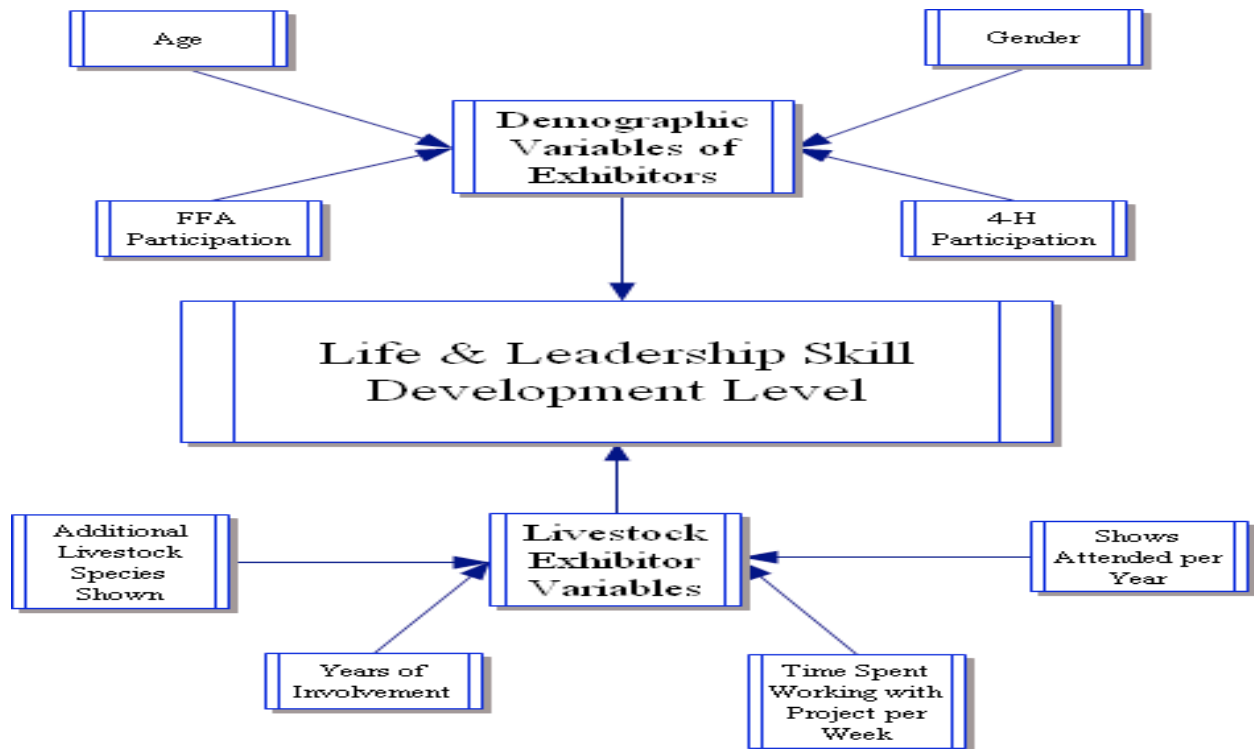 Age
Gender
Demographic
Variables of
Exhibitors
FFA
Participation
4-H
Participation
Life & Leadership Skill
Development Level
Additional
Livestock
Species
Shown
Livestock
Exhibitor
Variables
Shows
Attended per
Year
Years of
Involvement
Time Spent
Working with
Project per
Week